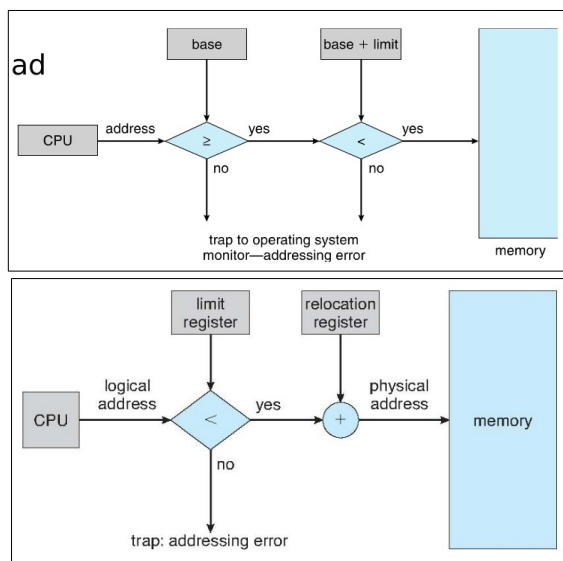 ad
base
base + limit
CPU
address
≥
yes
<
yes
no
no
trap to operating system
monitor—addressing error
memory
limit
register
relocation
register
CPU
logical
address
<
yes
+
physical
address
memory
no
trap: addressing error